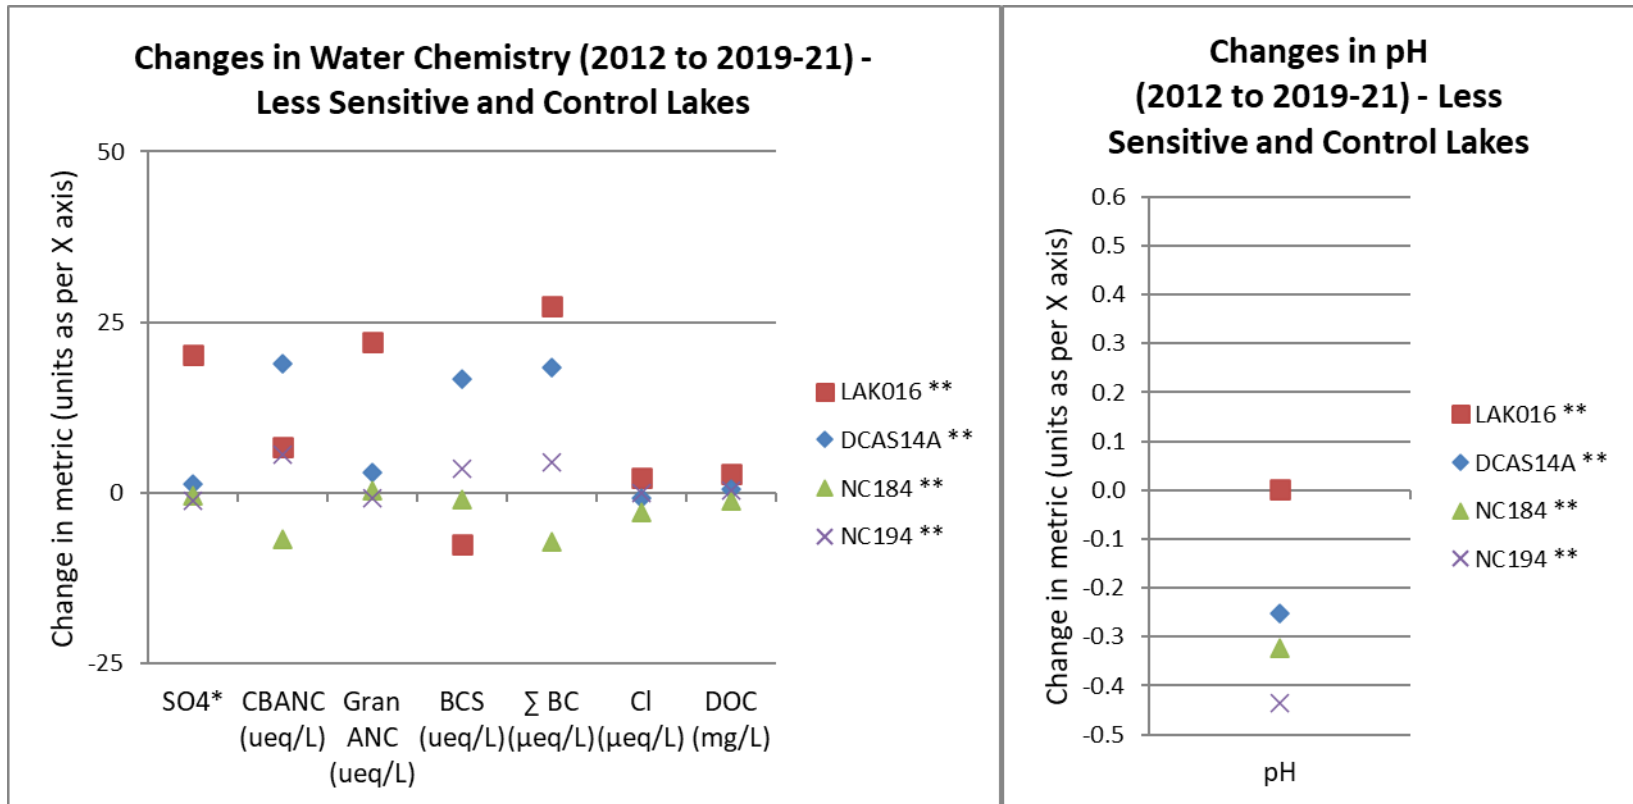 Changes in Water Chemistry (2012 to 2019-21) -
Less Sensitive and Control Lakes
Change in metric (units as per X axis)
50
25
0
-25
SO4*
CBANC
(ueq/L)
Gran
ANC
(ueq/L)
BCS
(ueq/L)
∑ BC
(µeq/L)
Cl
(µeq/L)
DOC
(mg/L)
LAK016 **
DCAS14A **
NC184 **
NC194 **
Changes in pH
(2012 to 2019-21) - Less
Sensitive and Control Lakes
Change in metric (units as per X axis)
0.6
0.5
0.4
0.3
0.2
0.1
0.0
-0.1
-0.2
-0.3
-0.4
-0.5
pH
LAK016 **
DCAS14A **
NC184 **
NC194 **